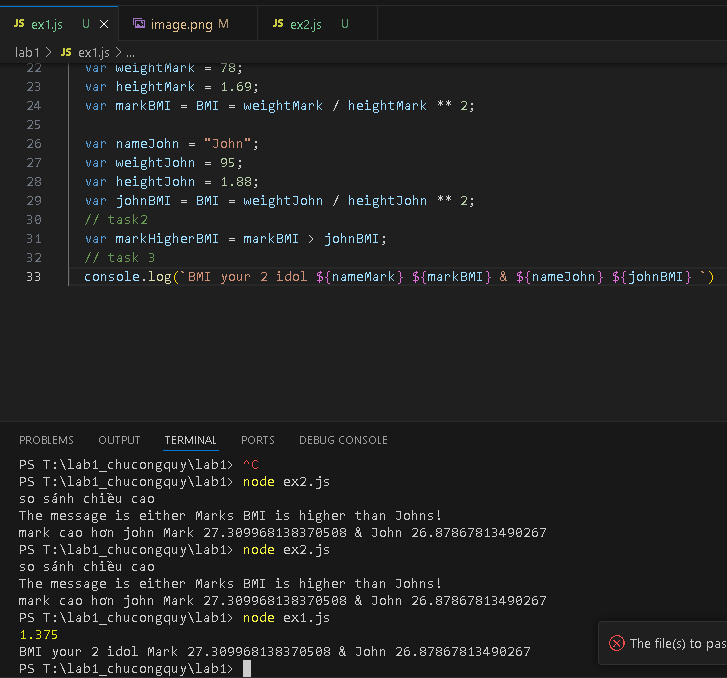 JS ex1.js U × image.png M JS ex2.js U
lab1 > JS ex1.js > ...
22 var weightMark = 78;
23 var heightMark = 1.69;
24 var markBMI = BMI = weightMark / heightMark ** 2;
25
26 var nameJohn = "John";
27 var weightJohn = 95;
28 var heightJohn = 1.88;
29 var johnBMI = BMI = weightJohn / heightJohn ** 2;
30 // task2
31 var markHigherBMI = markBMI > johnBMI;
32 // task 3
33 console.log(`BMI your 2 idol ${nameMark} ${markBMI} & ${nameJohn} ${johnBMI} `)
PROBLEMS OUTPUT TERMINAL PORTS DEBUG CONSOLE
PS T:\lab1_chucongquy\lab1> ^C
PS T:\lab1_chucongquy\lab1> node ex2.js
so sánh chiều cao
The message is either Marks BMI is higher than Johns!
mark cao hơn john Mark 27.309968138370508 & John 26.87867813490267
PS T:\lab1_chucongquy\lab1> node ex2.js
so sánh chiều cao
The message is either Marks BMI is higher than Johns!
mark cao hơn john Mark 27.309968138370508 & John 26.87867813490267
PS T:\lab1_chucongquy\lab1> node ex1.js
1.375
BMI your 2 idol Mark 27.309968138370508 & John 26.87867813490267
PS T:\lab1_chucongquy\lab1>
The file(s) to pas